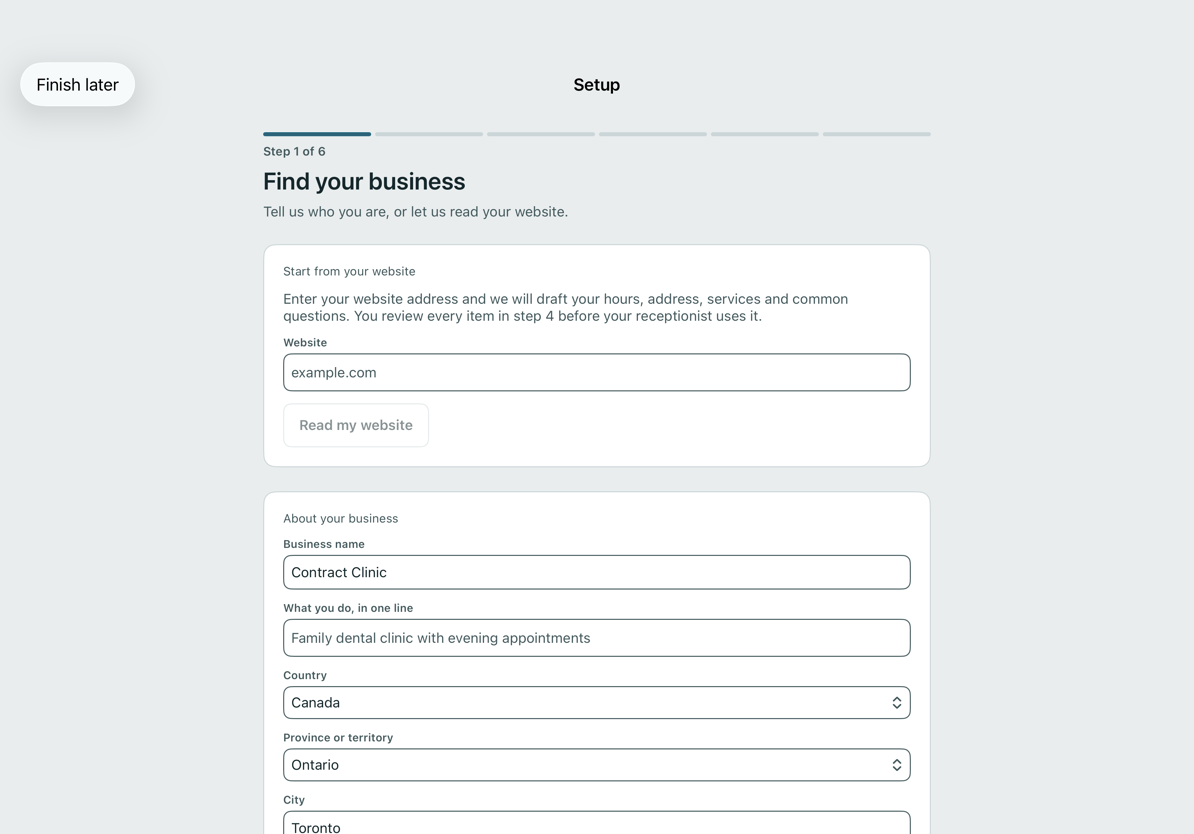 Finish later
Setup
Step 1 of 6
Find your business
Tell us who you are, or let us read your website.
Start from your website
Enter your website address and we will draft your hours, address, services and common
questions. You review every item in step 4 before your receptionist uses it.
Website
example.com
Read my website
About your business
Business name
Contract Clinic
What you do, in one line
Family dental clinic with evening appointments
Country
Canada
Province or territory
Ontario
City
Toronto